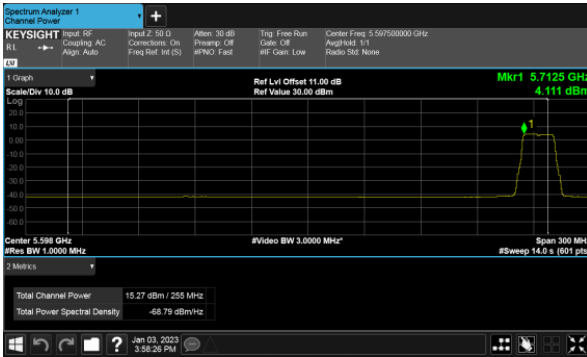 Spectrum Analyzer 1
Channel Power
+
KEYSIGHT Input: RF Input Z: 50 Ω Atten: 30 dB Trig: Free Run Center Freq: 5.597500000 GHz
RL Coupling: AC Corrections: On Preamp: Off Gate: Off Avg|Hold: 1/1
Align: Auto Freq Ref: Int (S) #PNO: Fast #IF Gain: Low Radio Std: None
1 Graph Ref Lvl Offset 11.00 dB Mkr1 5.7125 GHz
Scale/Div 10.0 dB Ref Value 30.00 dBm 4.111 dBm
Log
20.0
10.0
0.00
-10.0
-20.0
-30.0
-40.0
-50.0
-60.0
1
Center 5.598 GHz #Video BW 3.0000 MHz* Span 300 MHz
#Res BW 1.0000 MHz #Sweep 14.0 s (601 pts)
2 Metrics
Total Channel Power 15.27 dBm / 255 MHz
Total Power Spectral Density -68.79 dBm/Hz
? Jan 03, 2023
3:58:26 PM